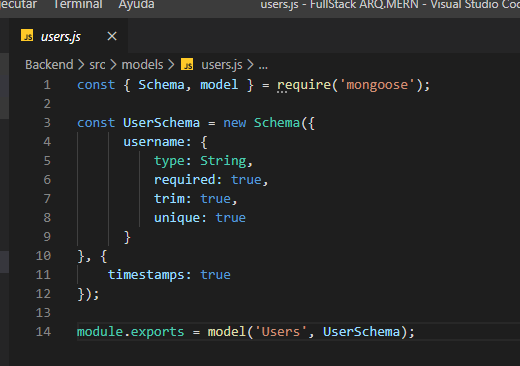 ecutar Terminal Ayuda users.js - FullStack ARQ.MERN - Visual Studio Cod
JS users.js ×
Backend > src > models > JS users.js > ...
1 const { Schema, model } = require('mongoose');
2
3 const UserSchema = new Schema({
4     username: {
5         type: String,
6         required: true,
7         trim: true,
8         unique: true
9     }
10 }, {
11     timestamps: true
12 });
13
14 module.exports = model('Users', UserSchema);